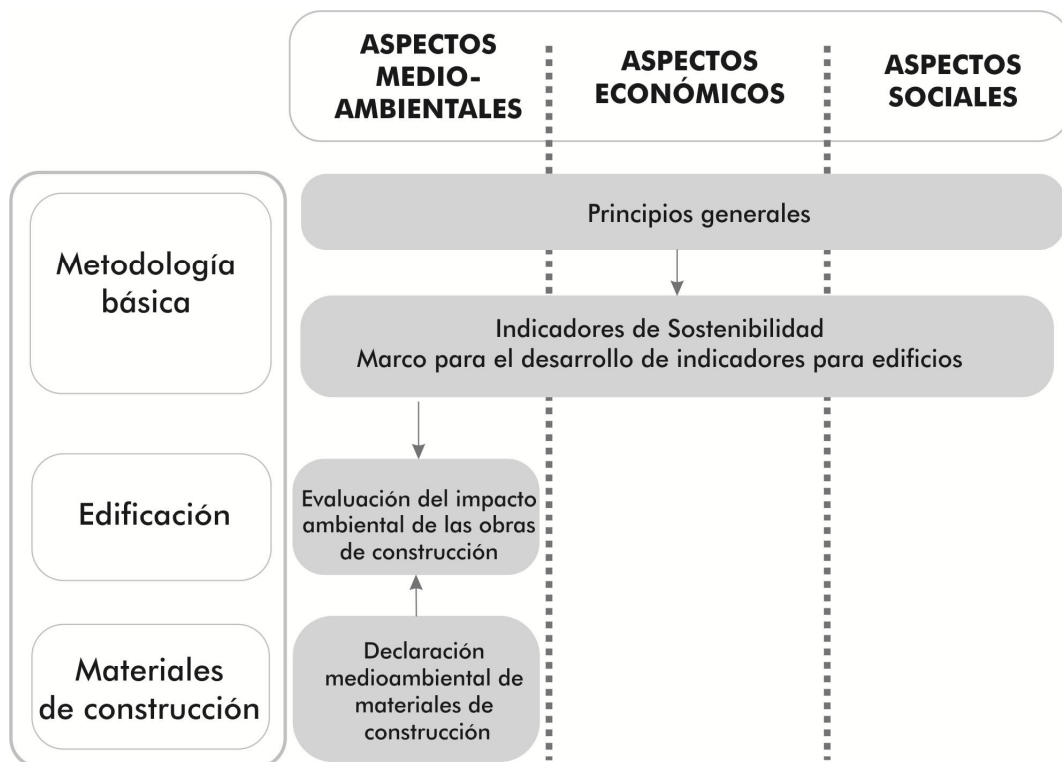 ASPECTOS
MEDIO-
AMBIENTALES
ASPECTOS
ECONÓMICOS
ASPECTOS
SOCIALES
Metodología
básica
Principios generales
Indicadores de Sostenibilidad
Marco para el desarrollo de indicadores para edificios
Edificación
Evaluación del impacto
ambiental de las obras
de construcción
Materiales
de construcción
Declaración
medioambiental de
materiales de
construcción